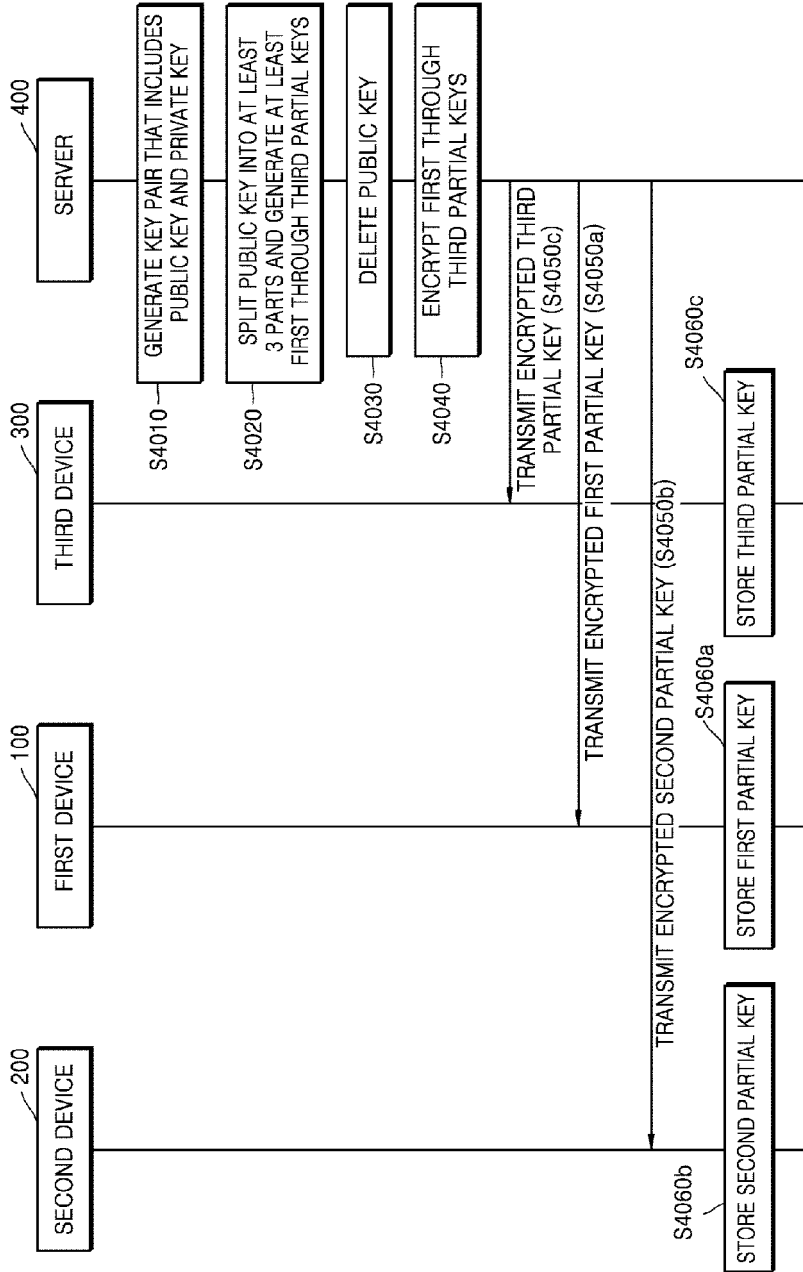 200
SECOND DEVICE
100
FIRST DEVICE
300
THIRD DEVICE
400
SERVER
S4010
GENERATE KEY PAIR THAT INCLUDES
PUBLIC KEY AND PRIVATE KEY
S4020
SPLIT PUBLIC KEY INTO AT LEAST
3 PARTS AND GENERATE AT LEAST
FIRST THROUGH THIRD PARTIAL KEYS
S4030
DELETE PUBLIC KEY
S4040
ENCRYPT FIRST THROUGH
THIRD PARTIAL KEYS
TRANSMIT ENCRYPTED THIRD
PARTIAL KEY (S4050c)
TRANSMIT ENCRYPTED FIRST PARTIAL KEY (S4050a)
TRANSMIT ENCRYPTED SECOND PARTIAL KEY (S4050b)
S4060b
STORE SECOND PARTIAL KEY
S4060a
STORE FIRST PARTIAL KEY
S4060c
STORE THIRD PARTIAL KEY